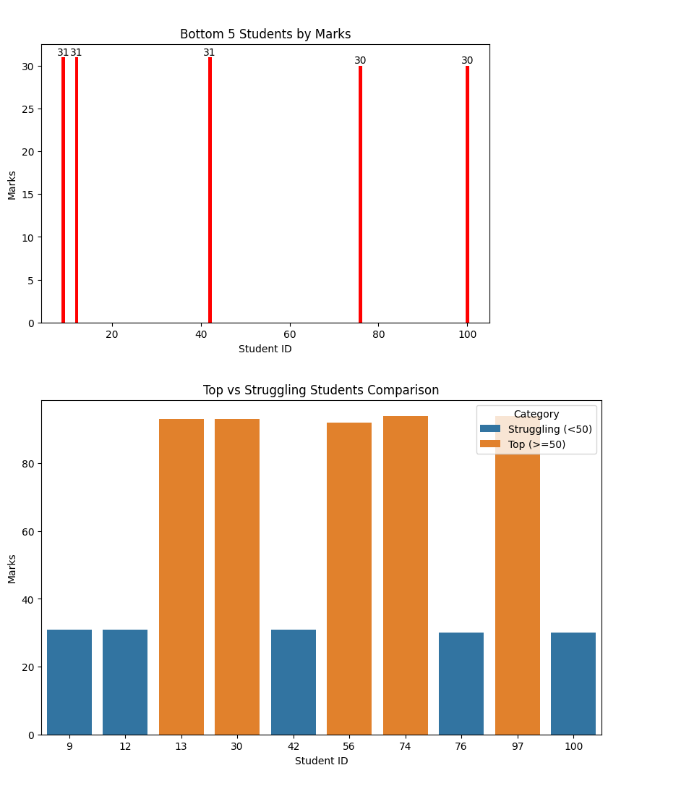 Bottom 5 Students by Marks
31 31 31 30 30
30
25
20
15
10
5
0
Marks
20 40 60 80 100
Student ID
Top vs Struggling Students Comparison
Category
Struggling (<50)
Top (>=50)
80
60
40
20
0
Marks
9 12 13 30 42 56 74 76 97 100
Student ID